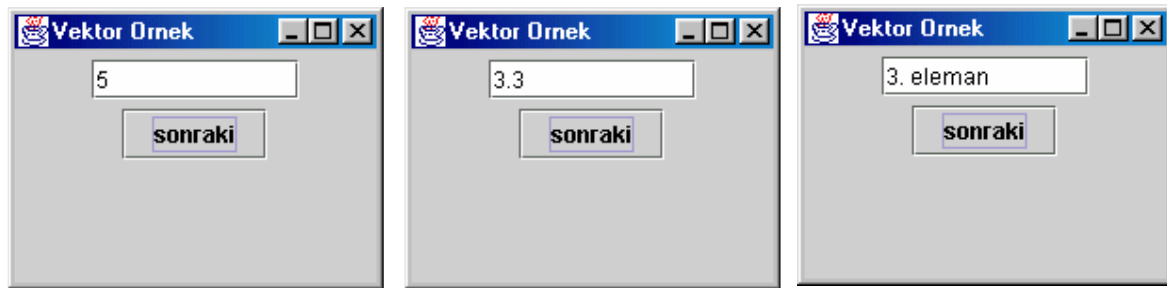 Vektor Ornek
5
sonraki
Vektor Ornek
3.3
sonraki
Vektor Ornek
3. eleman
sonraki